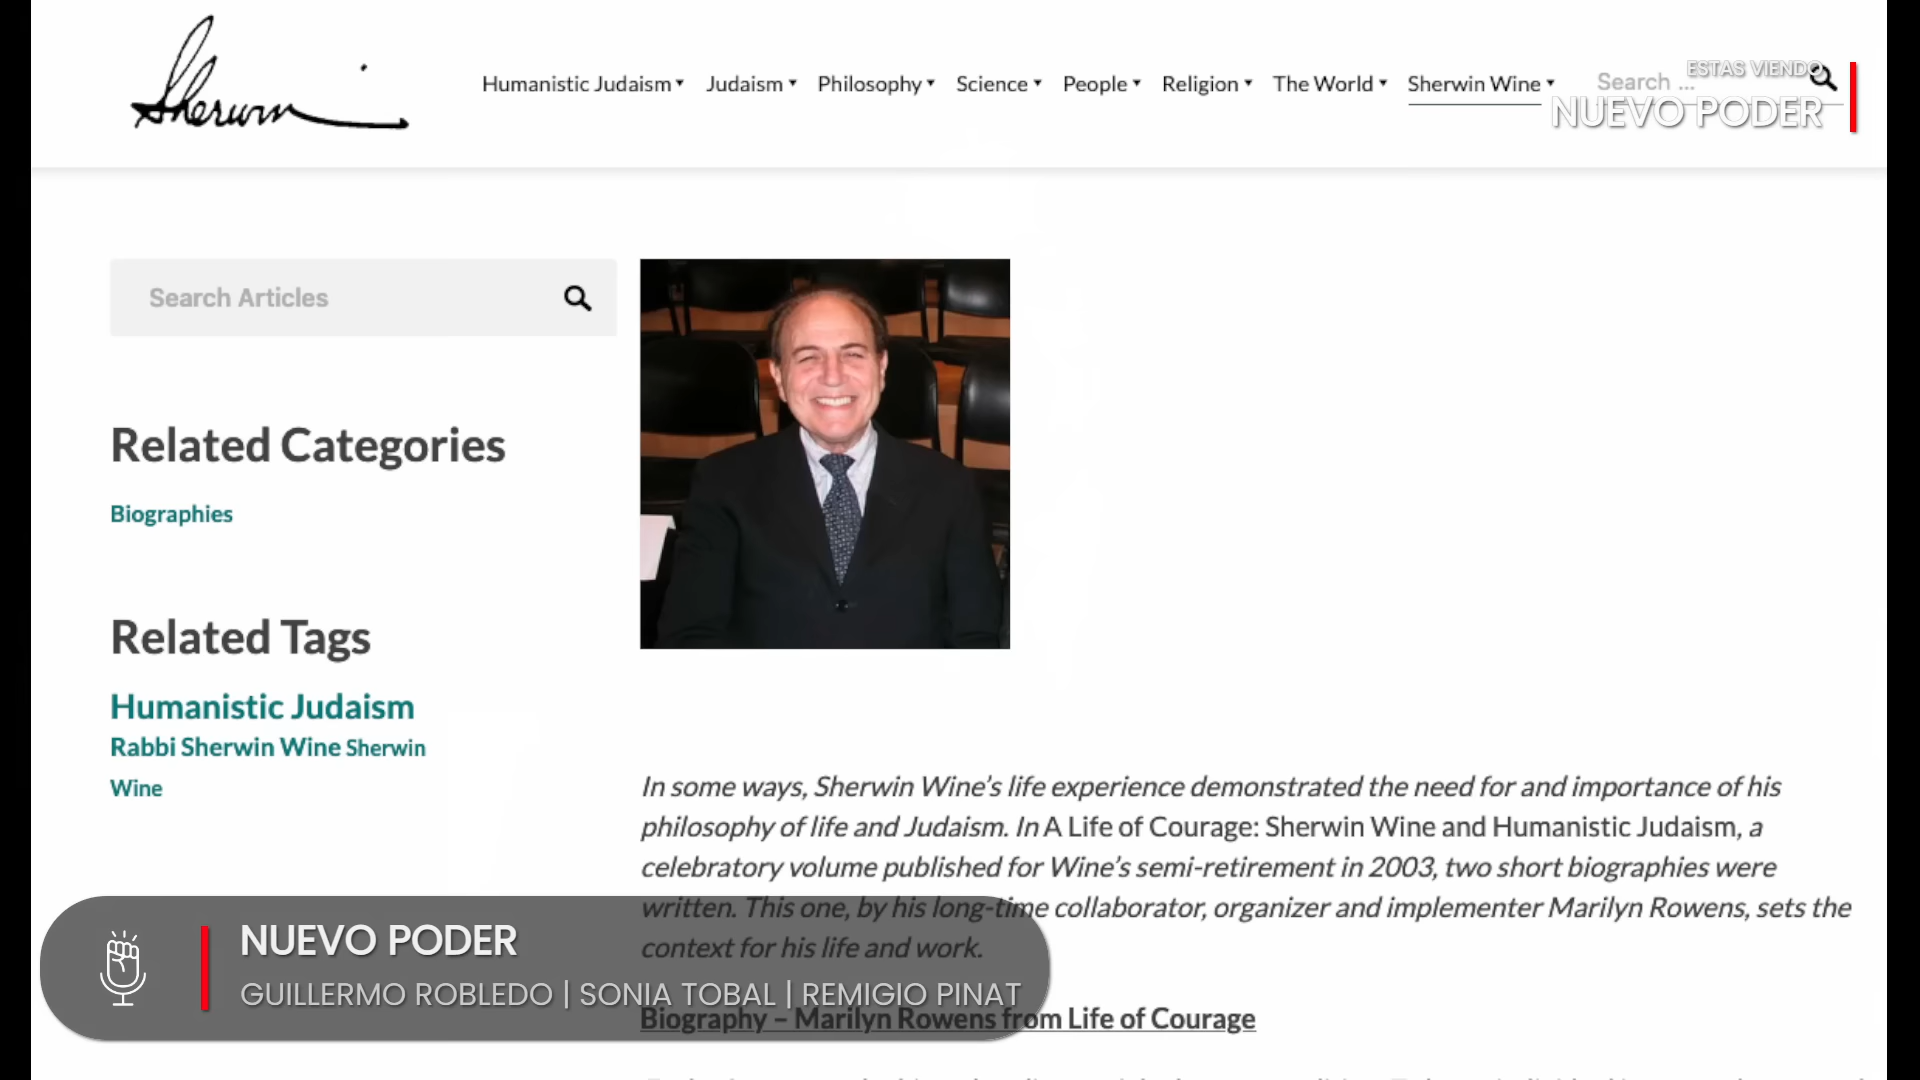 Sherwin
Humanistic Judaism Judaism Philosophy Science People Religion The World Sherwin Wine Search ...
ESTAS VIENDO
NUEVO PODER
Search Articles
Related Categories
Biographies
Related Tags
Humanistic Judaism
Rabbi Sherwin Wine Sherwin
Wine
In some ways, Sherwin Wine’s life experience demonstrated the need for and importance of his
philosophy of life and Judaism. In A Life of Courage: Sherwin Wine and Humanistic Judaism, a
celebratory volume published for Wine’s semi-retirement in 2003, two short biographies were
written. This one, by his long-time collaborator, organizer and implementer Marilyn Rowens, sets the
context for his life and work.
Biography – Marilyn Rowens from Life of Courage
NUEVO PODER
GUILLERMO ROBLEDO | SONIA TOBAL | REMIGIO PINAT